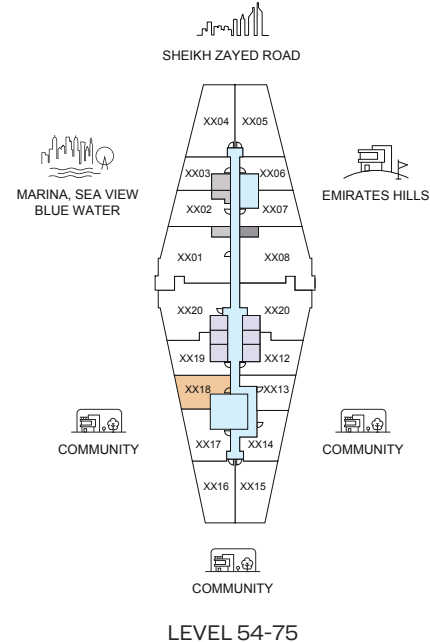 SHEIKH ZAYED ROAD
XX04 XX05
MARINA, SEA VIEW
BLUE WATER
XX03 XX06
EMIRATES HILLS
XX02 XX07
XX01 XX08
XX20 XX20
XX19 XX12
XX18 XX13
COMMUNITY
XX17 XX14
COMMUNITY
XX16 XX15
COMMUNITY
LEVEL 54-75